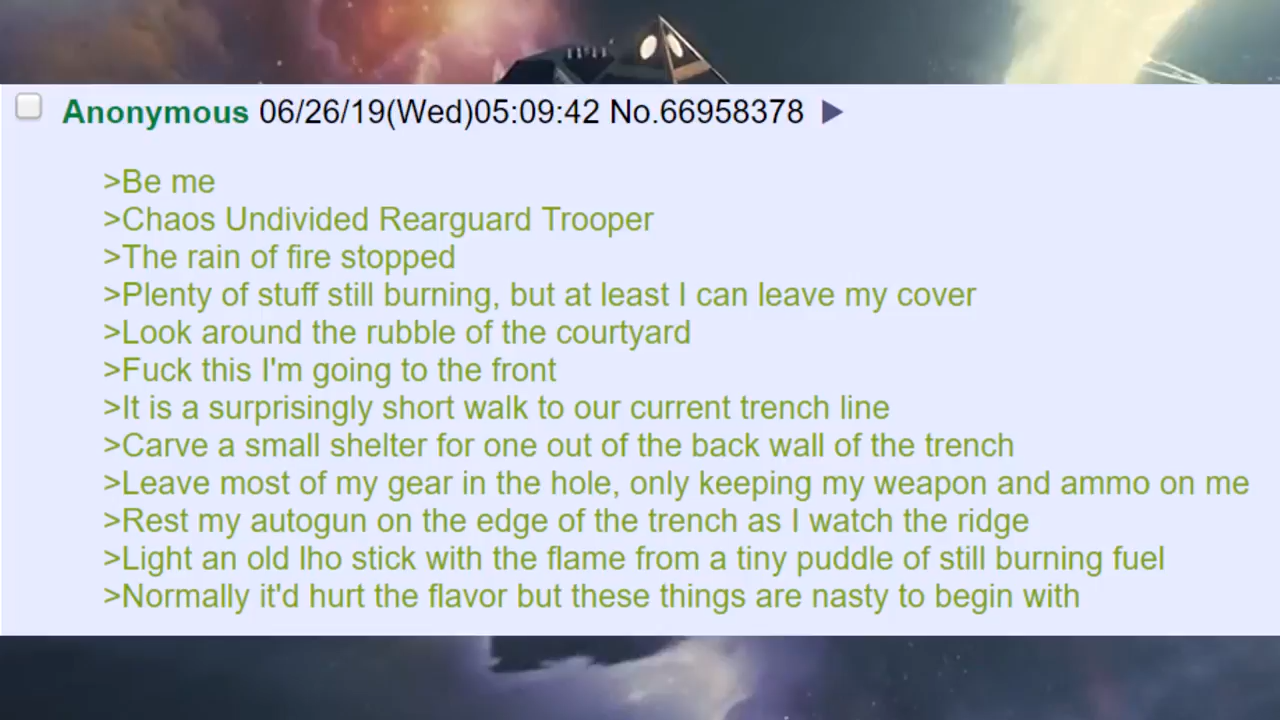 Anonymous 06/26/19(Wed)05:09:42 No.66958378 ▶
>Be me
>Chaos Undivided Rearguard Trooper
>The rain of fire stopped
>Plenty of stuff still burning, but at least I can leave my cover
>Look around the rubble of the courtyard
>Fuck this I'm going to the front
>It is a surprisingly short walk to our current trench line
>Carve a small shelter for one out of the back wall of the trench
>Leave most of my gear in the hole, only keeping my weapon and ammo on me
>Rest my autogun on the edge of the trench as I watch the ridge
>Light an old lho stick with the flame from a tiny puddle of still burning fuel
>Normally it'd hurt the flavor but these things are nasty to begin with